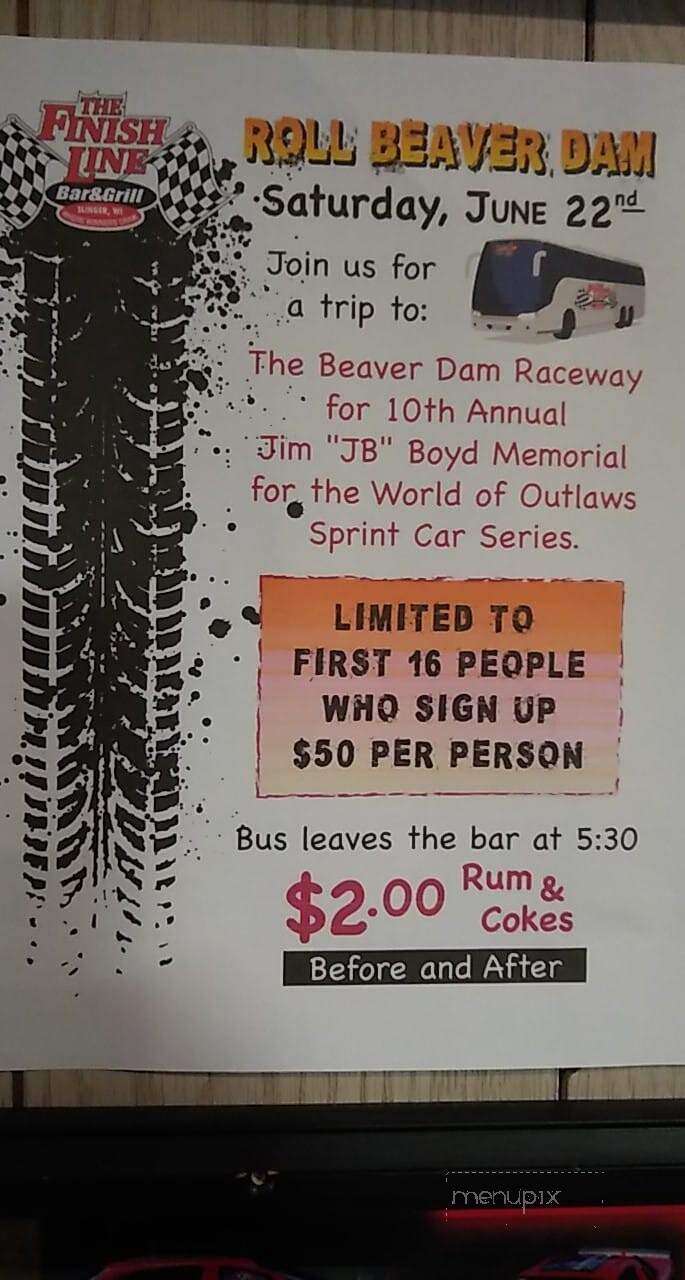 THE
FINISH
LINE
Bar&Grill
SLINGER, WI
ROLL BEAVER DAM
Saturday, JUNE 22nd
Join us for
a trip to:
The Beaver Dam Raceway
for 10th Annual
Jim "JB" Boyd Memorial
for the World of Outlaws
Sprint Car Series.
LIMITED TO
FIRST 16 PEOPLE
WHO SIGN UP
$50 PER PERSON
Bus leaves the bar at 5:30
$2.00 Rum &
Cokes
Before and After
menupix